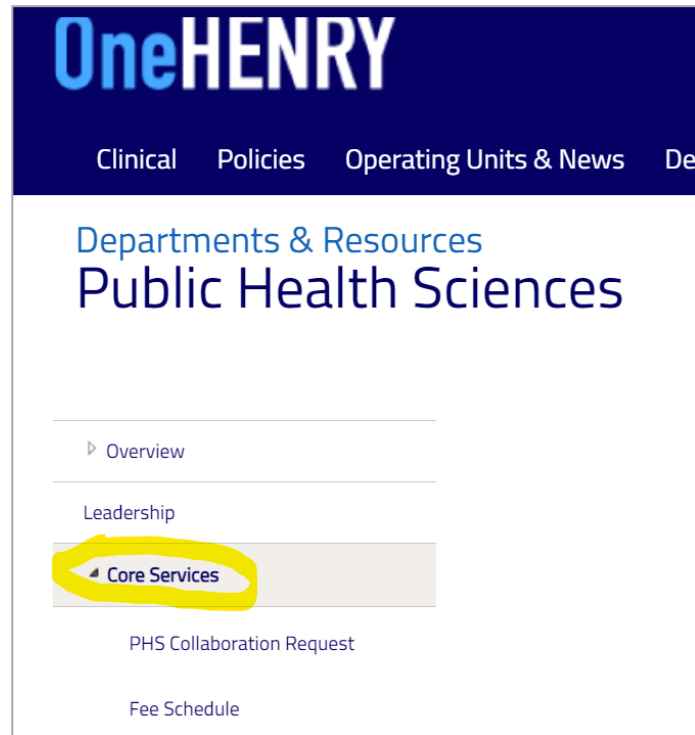 OneHENRY
Clinical Policies Operating Units & News De
Departments & Resources
Public Health Sciences
Overview
Leadership
Core Services
PHS Collaboration Request
Fee Schedule